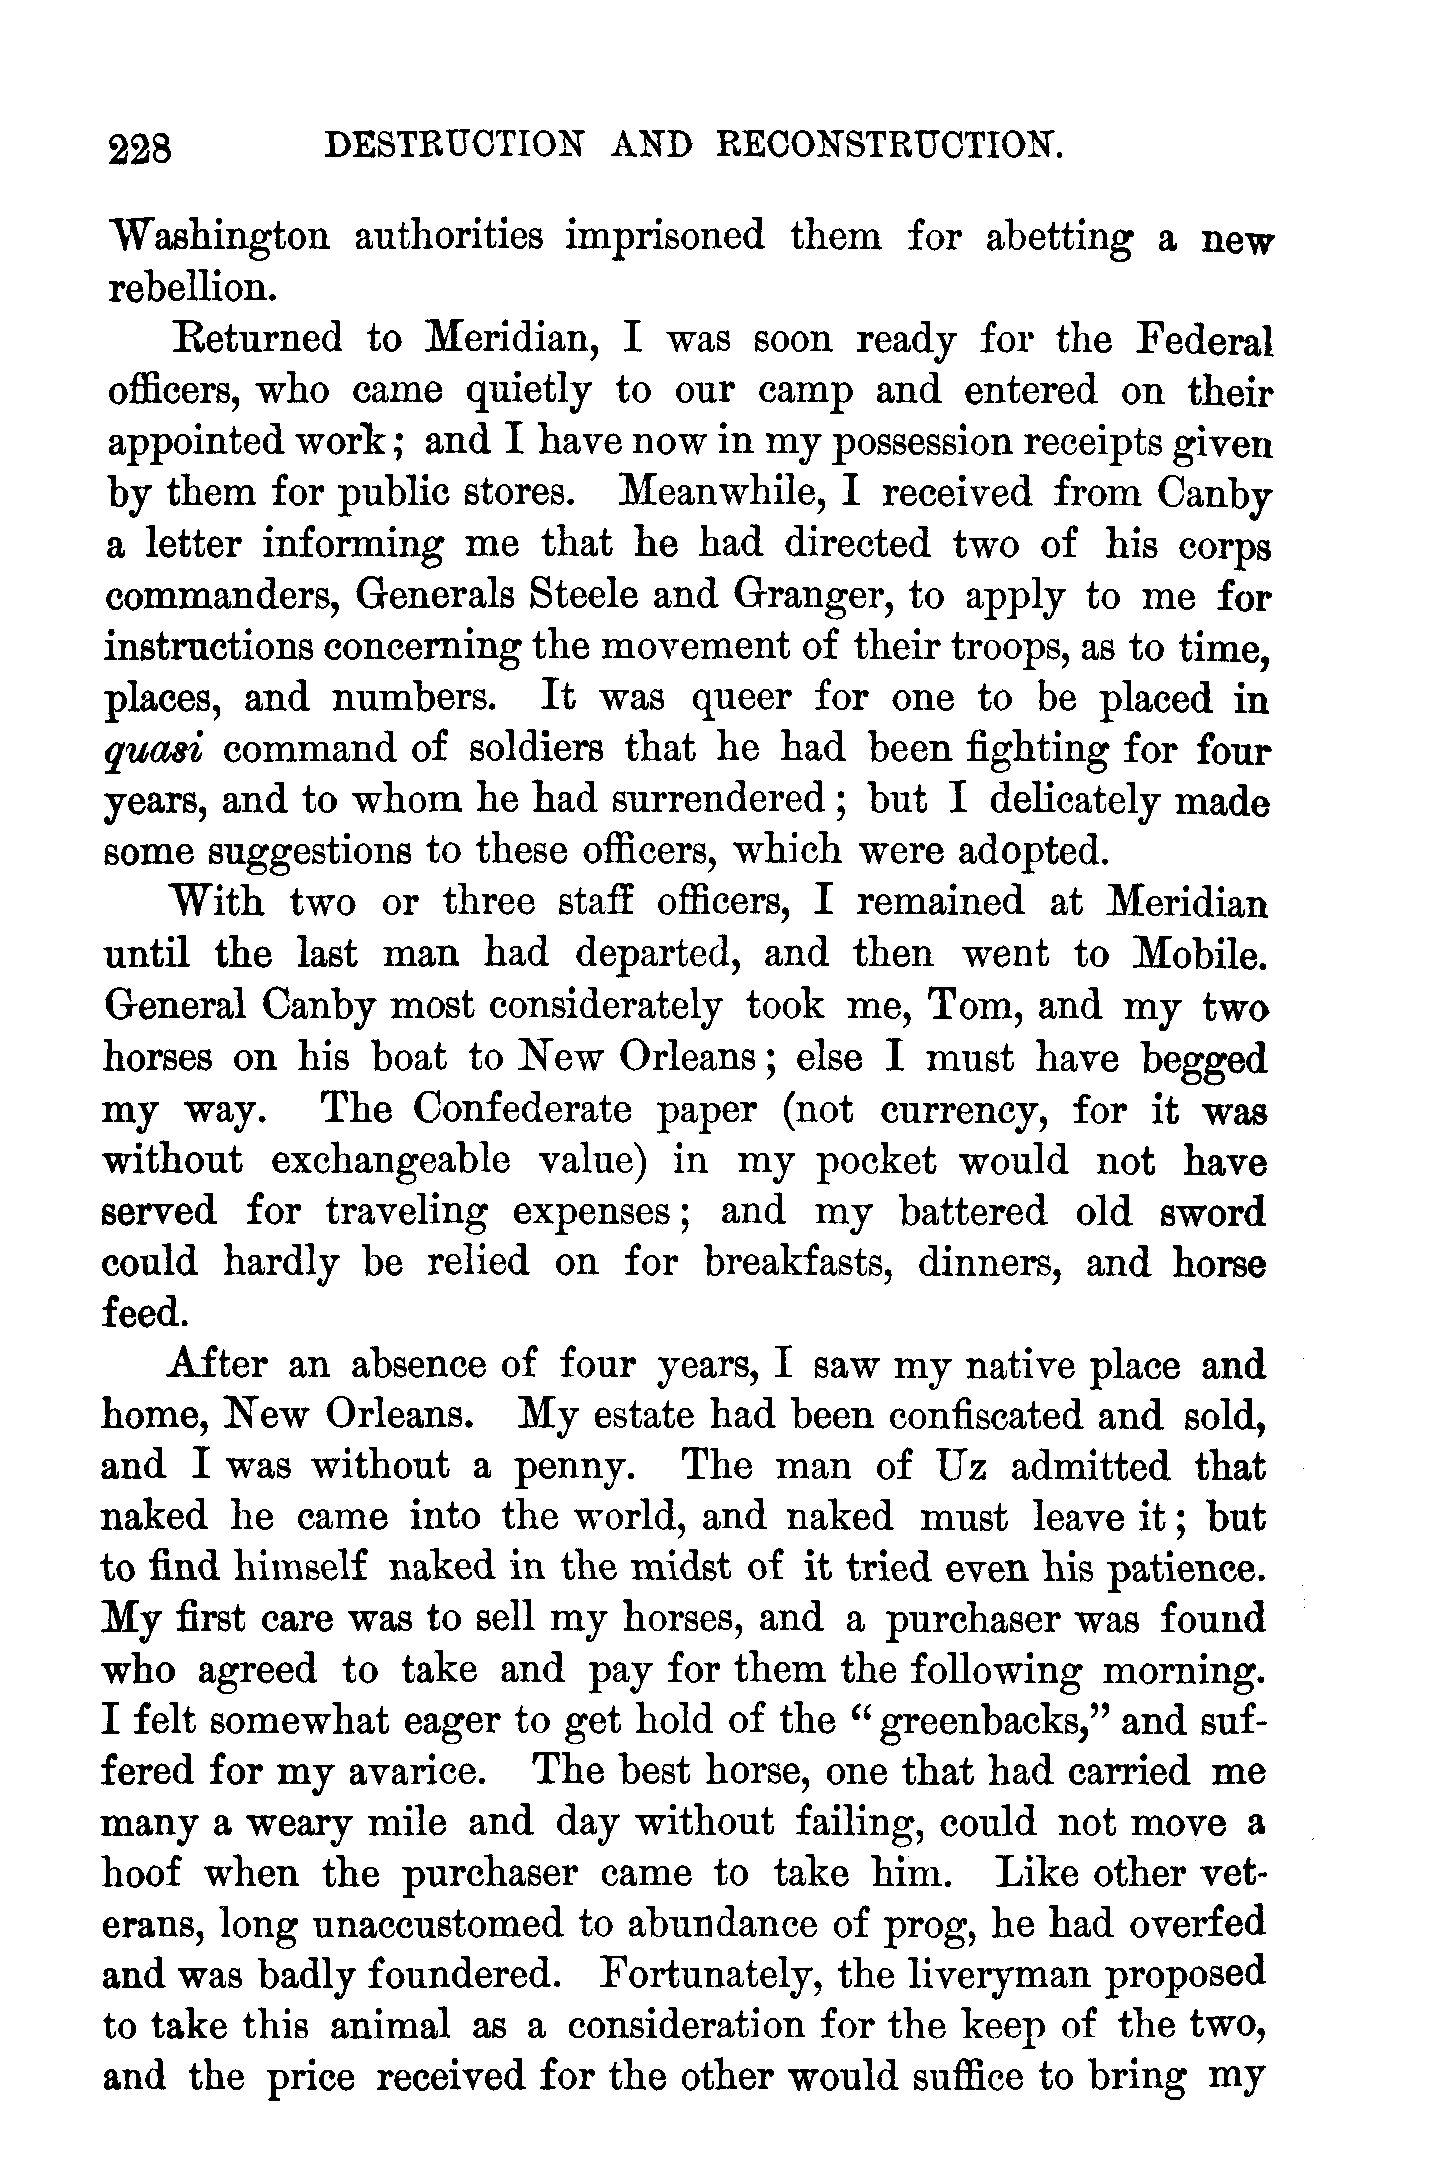 228 DESTRUCTION AND RECONSTRUCTION.
Washington authorities imprisoned them for abetting a new
rebellion.
Returned to Meridian, I was soon ready for the Federal
officers, who came quietly to our camp and entered on their
appointed work; and I have now in my possession receipts given
by them for public stores. Meanwhile, I received from Canby
a letter informing me that he had directed two of his corps
commanders, Generals Steele and Granger, to apply to me for
instructions concerning the movement of their troops, as to time,
places, and numbers. It was queer for one to be placed in
quasi command of soldiers that he had been fighting for four
years, and to whom he had surrendered; but I delicately made
some suggestions to these officers, which were adopted.
With two or three staff officers, I remained at Meridian
until the last man had departed, and then went to Mobile.
General Canby most considerately took me, Tom, and my two
horses on his boat to New Orleans; else I must have begged
my way. The Confederate paper (not currency, for it was
without exchangeable value) in my pocket would not have
served for traveling expenses; and my battered old sword
could hardly be relied on for breakfasts, dinners, and horse
feed.
After an absence of four years, I saw my native place and
home, New Orleans. My estate had been confiscated and sold,
and I was without a penny. The man of Uz admitted that
naked he came into the world, and naked must leave it; but
to find himself naked in the midst of it tried even his patience.
My first care was to sell my horses, and a purchaser was found
who agreed to take and pay for them the following morning.
I felt somewhat eager to get hold of the "greenbacks," and suf-
fered for my avarice. The best horse, one that had carried me
many a weary mile and day without failing, could not move a
hoof when the purchaser came to take him. Like other vet-
erans, long unaccustomed to abundance of prog, he had overfed
and was badly foundered. Fortunately, the liveryman proposed
to take this animal as a consideration for the keep of the two,
and the price received for the other would suffice to bring my